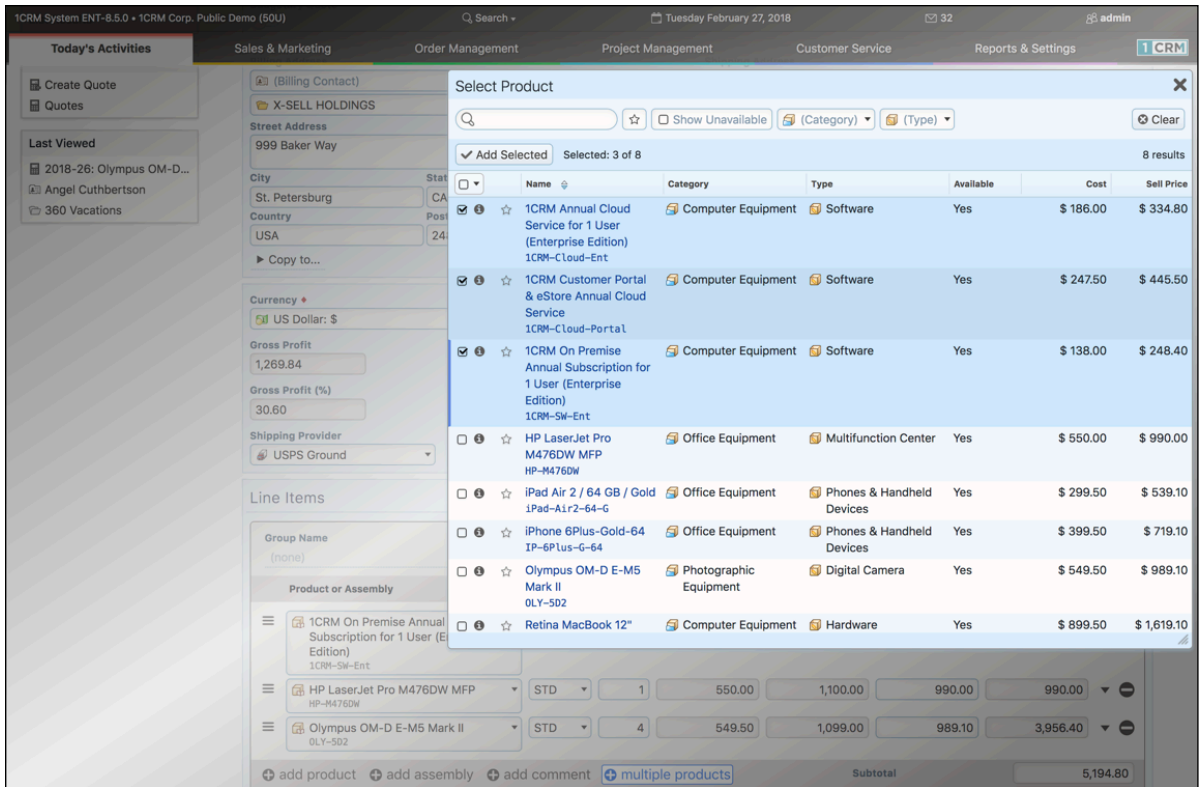 1CRM System ENT-8.5.0 • 1CRM Corp. Public Demo (50U) Search Tuesday February 27, 2018 32 admin
Today's Activities Sales & Marketing Order Management Project Management Customer Service Reports & Settings 1 CRM
Create Quote
Quotes
Last Viewed
2018-26: Olympus OM-D...
Angel Cuthbertson
360 Vacations
(Billing Contact)
X-SELL HOLDINGS
Street Address
999 Baker Way
City Stat
St. Petersburg CA
Country Post
USA 24
Copy to...
Currency
US Dollar: $
Gross Profit
1,269.84
Gross Profit (%)
30.60
Shipping Provider
USPS Ground
Line Items
Group Name
(none)
Product or Assembly
1CRM On Premise Annual
Subscription for 1 User (E
Edition)
1CRM-SW-Ent
HP LaserJet Pro M476DW MFP STD 1 550.00 1,100.00 990.00 990.00
HP-M476DW
Olympus OM-D E-M5 Mark II STD 4 549.50 1,099.00 989.10 3,956.40
OLY-5D2
add product add assembly add comment multiple products Subtotal 5,194.80
Select Product
Show Unavailable (Category) (Type) Clear
Add Selected Selected: 3 of 8 8 results
Name Category Type Available Cost Sell Price
1CRM Annual Cloud Computer Equipment Software Yes $ 186.00 $ 334.80
Service for 1 User
(Enterprise Edition)
1CRM-Cloud-Ent
1CRM Customer Portal Computer Equipment Software Yes $ 247.50 $ 445.50
& eStore Annual Cloud
Service
1CRM-Cloud-Portal
1CRM On Premise Computer Equipment Software Yes $ 138.00 $ 248.40
Annual Subscription for
1 User (Enterprise
Edition)
1CRM-SW-Ent
HP LaserJet Pro Office Equipment Multifunction Center Yes $ 550.00 $ 990.00
M476DW MFP
HP-M476DW
iPad Air 2 / 64 GB / Gold Office Equipment Phones & Handheld Yes $ 299.50 $ 539.10
iPad-Air2-64-G Devices
iPhone 6Plus-Gold-64 Office Equipment Phones & Handheld Yes $ 399.50 $ 719.10
IP-6Plus-G-64 Devices
Olympus OM-D E-M5 Photographic Digital Camera Yes $ 549.50 $ 989.10
Mark II Equipment
OLY-5D2
Retina MacBook 12" Computer Equipment Hardware Yes $ 899.50 $ 1,619.10